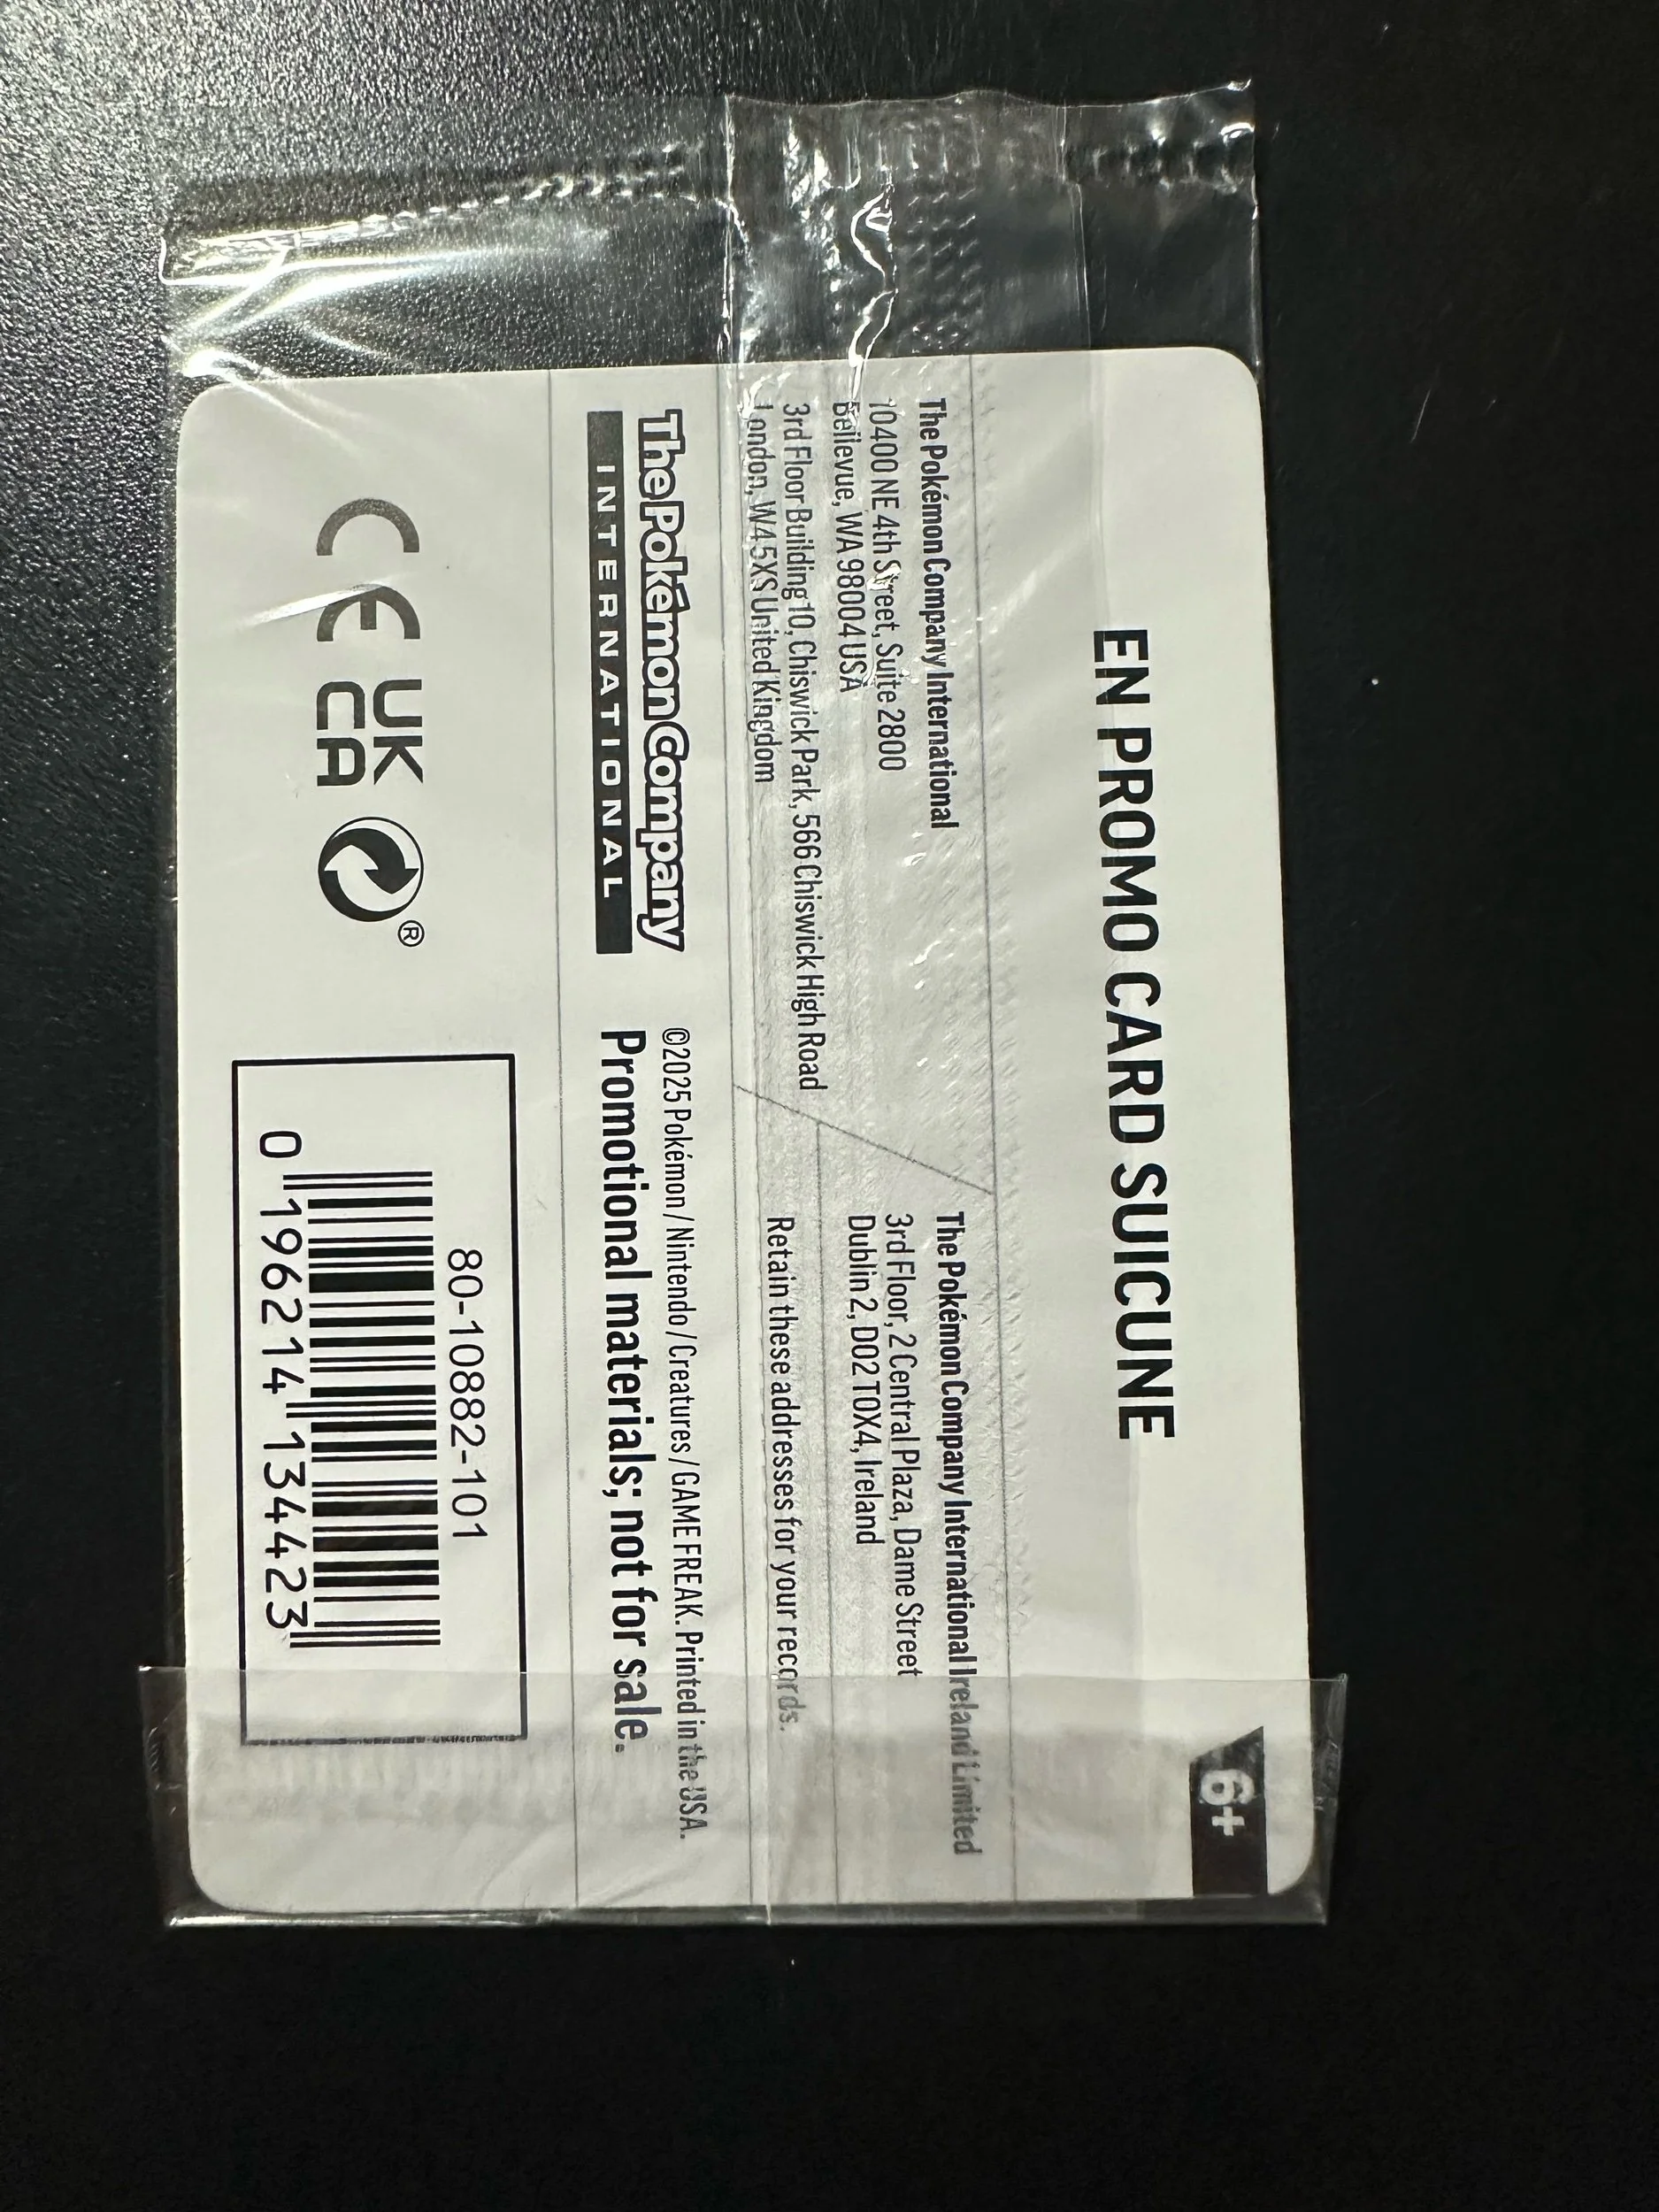 EN PROMO CARD SUICUNE
6+
The Pokémon Company International
10400 NE 4th Street, Suite 2800
Bellevue, WA 98004 USA
3rd Floor Building 10, Chiswick Park, 566 Chiswick High Road
London, W4 5XS United Kingdom
The Pokémon Company International Ireland Limited
3rd Floor, 2 Central Plaza, Dame Street
Dublin 2, D02 T0X4, Ireland
Retain these addresses for your records.
The Pokémon Company
INTERNATIONAL
©2025 Pokémon / Nintendo / Creatures / GAME FREAK. Printed in the USA.
Promotional materials; not for sale.
CE
UK
CA
®
80-10882-101
0 196214 134423